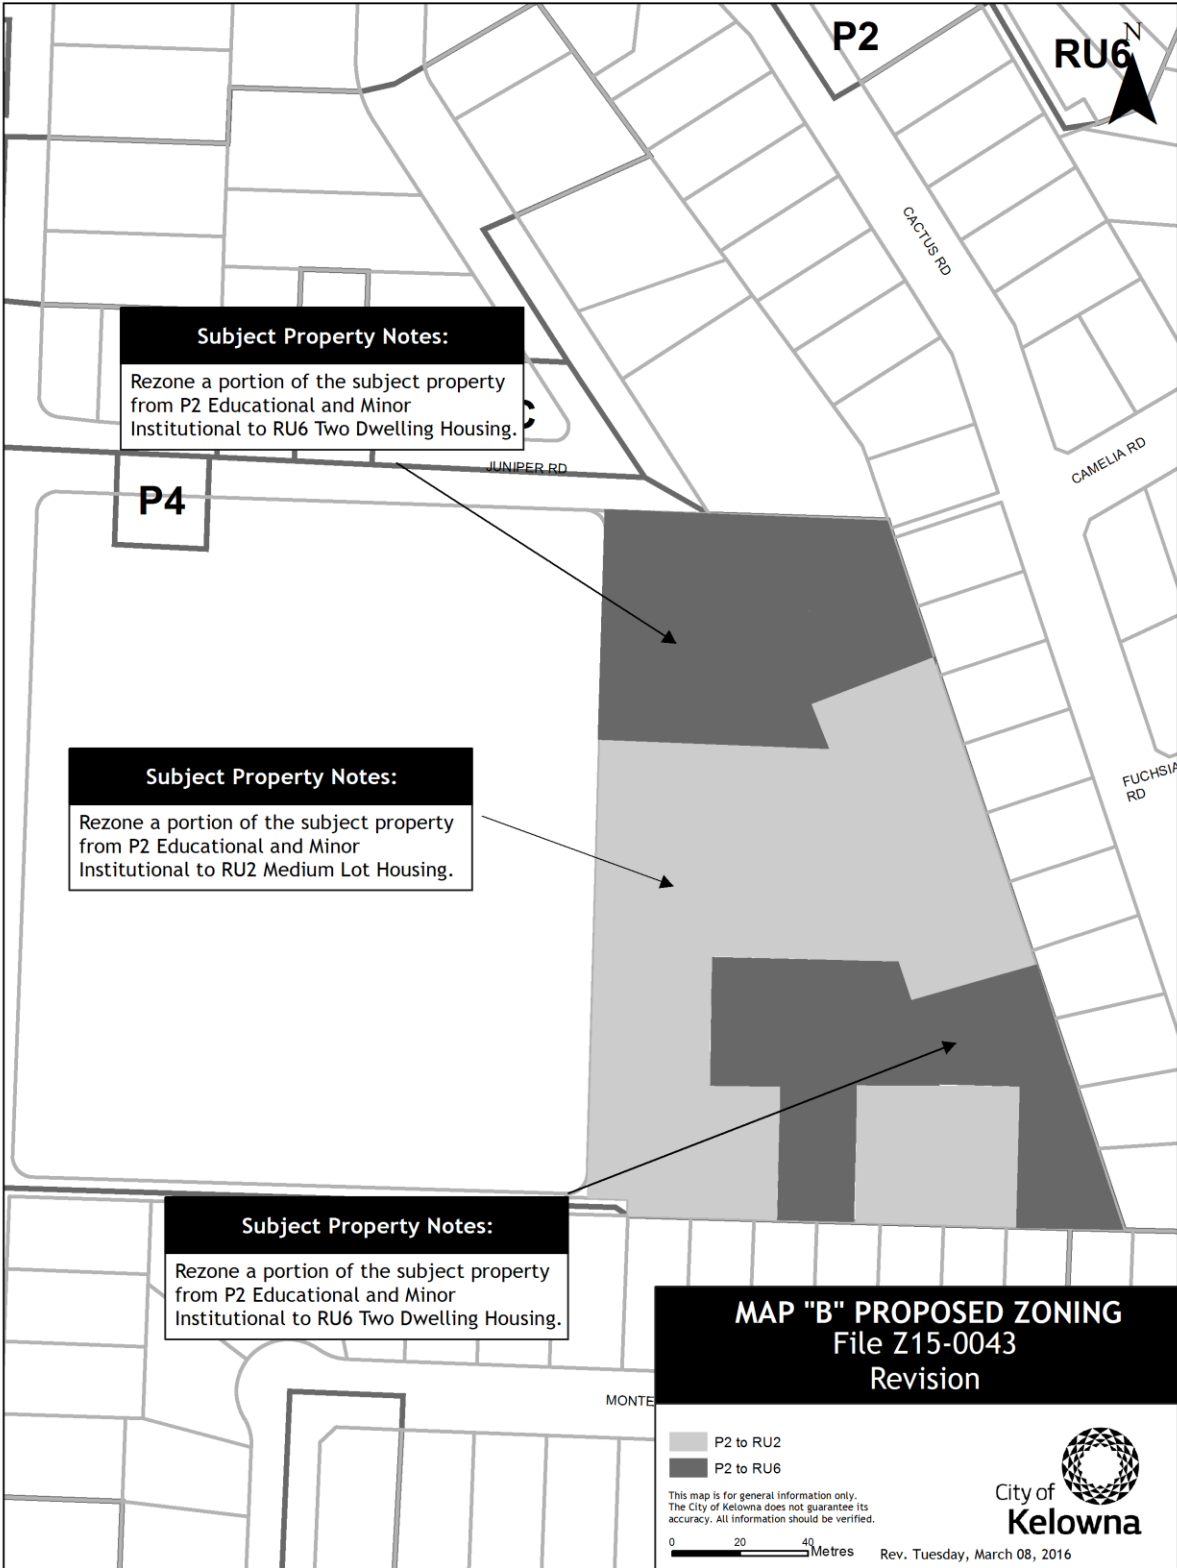 P2
N
RU6
CACTUS RD
Subject Property Notes:
Rezone a portion of the subject property
from P2 Educational and Minor
Institutional to RU6 Two Dwelling Housing.
C
JUNIPER RD
CAMELIA RD
P4
Subject Property Notes:
Rezone a portion of the subject property
from P2 Educational and Minor
Institutional to RU2 Medium Lot Housing.
FUCHSIA
RD
Subject Property Notes:
Rezone a portion of the subject property
from P2 Educational and Minor
Institutional to RU6 Two Dwelling Housing.
MONTE
MAP "B" PROPOSED ZONING
File Z15-0043
Revision
P2 to RU2
P2 to RU6
This map is for general information only.
The City of Kelowna does not guarantee its
accuracy. All information should be verified.
0 20 40
Metres
City of
Kelowna
Rev. Tuesday, March 08, 2016